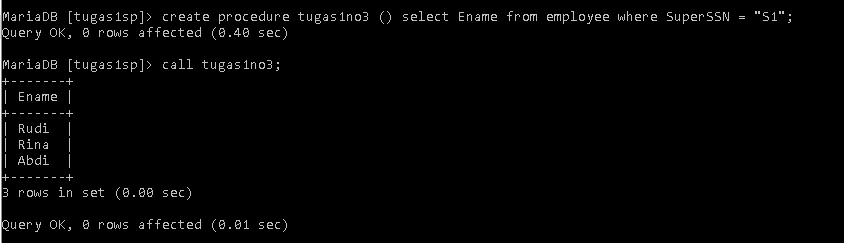 MariaDB [tugas1sp]> create procedure tugas1no3 () select Ename from employee where SuperSSN = "S1";
Query OK, 0 rows affected (0.40 sec)
MariaDB [tugas1sp]> call tugas1no3;
+-------+
| Ename |
+-------+
| Rudi  |
| Rina  |
| Abdi  |
+-------+
3 rows in set (0.00 sec)
Query OK, 0 rows affected (0.01 sec)